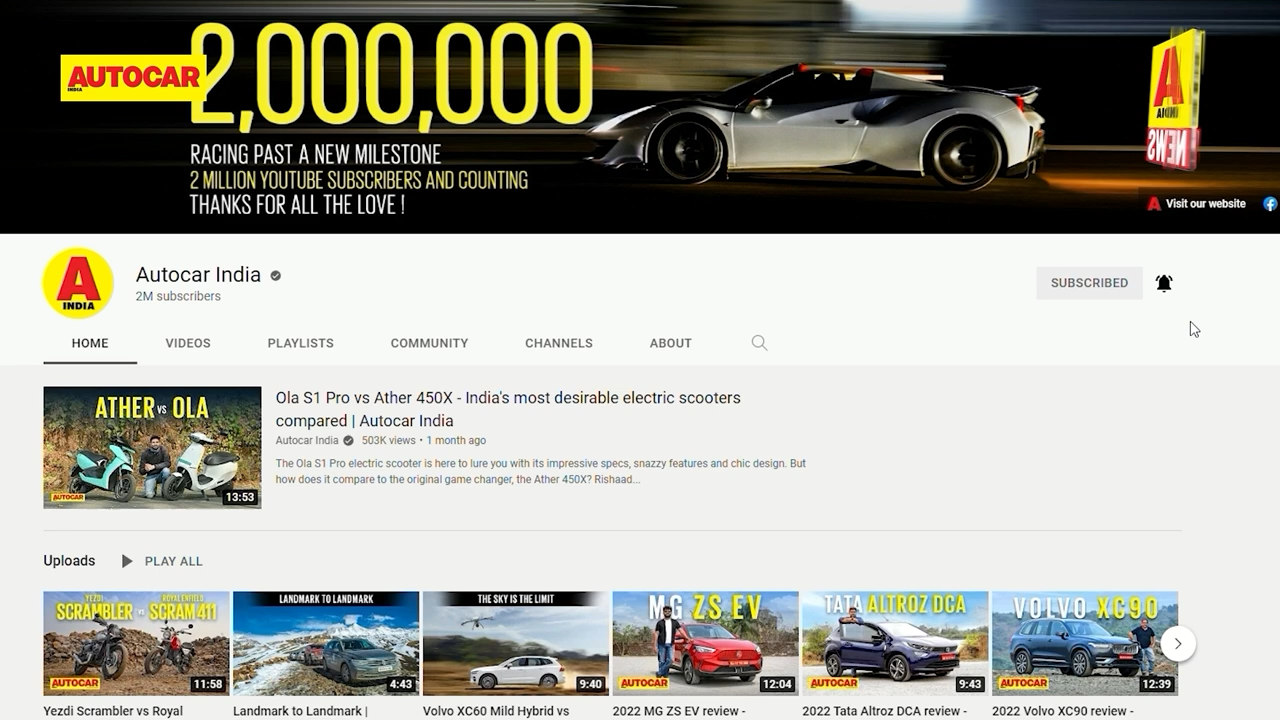 AUTOCAR
INDIA
2,000,000
RACING PAST A NEW MILESTONE
2 MILLION YOUTUBE SUBSCRIBERS AND COUNTING
THANKS FOR ALL THE LOVE !
A
INDIA
NEWS
Visit our website
A
INDIA
Autocar India
2M subscribers
SUBSCRIBED
HOME
VIDEOS
PLAYLISTS
COMMUNITY
CHANNELS
ABOUT
ATHER VS OLA
AUTOCAR
13:53
Ola S1 Pro vs Ather 450X - India's most desirable electric scooters
compared | Autocar India
Autocar India 503K views • 1 month ago
The Ola S1 Pro electric scooter is here to lure you with its impressive specs, snazzy features and chic design. But
how does it compare to the original game changer, the Ather 450X? Rishaad...
Uploads
PLAY ALL
YEZDI ROYAL ENFIELD
SCRAMBLER VS SCRAM 411
AUTOCAR
11:58
LANDMARK TO LANDMARK
4:43
THE SKY IS THE LIMIT
9:40
MG ZS EV
AUTOCAR
12:04
TATA ALTROZ DCA
AUTOCAR
9:43
VOLVO XC90
AUTOCAR
12:39
Yezdi Scrambler vs Royal
Landmark to Landmark |
Volvo XC60 Mild Hybrid vs
2022 MG ZS EV review -
2022 Tata Altroz DCA review -
2022 Volvo XC90 review -